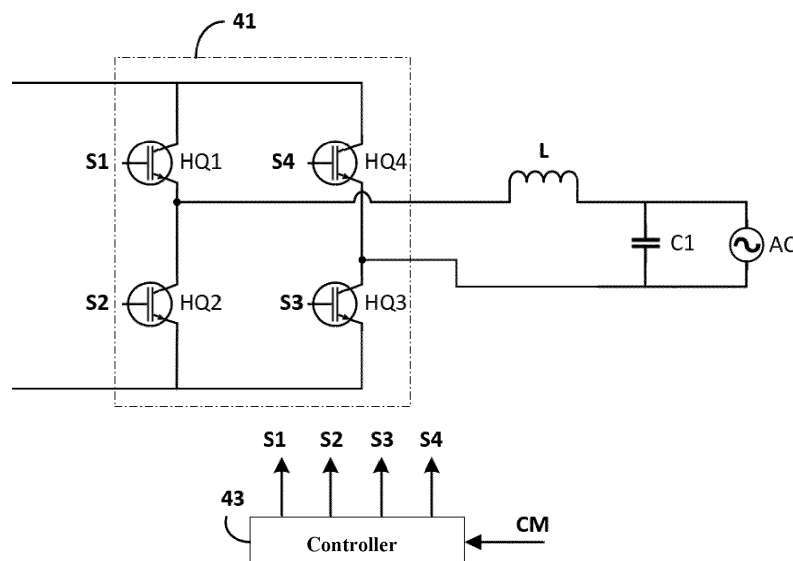 41
S1 HQ1 S4 HQ4
L
C1 AC
S2 HQ2 S3 HQ3
S1 S2 S3 S4
43
CM
Controller